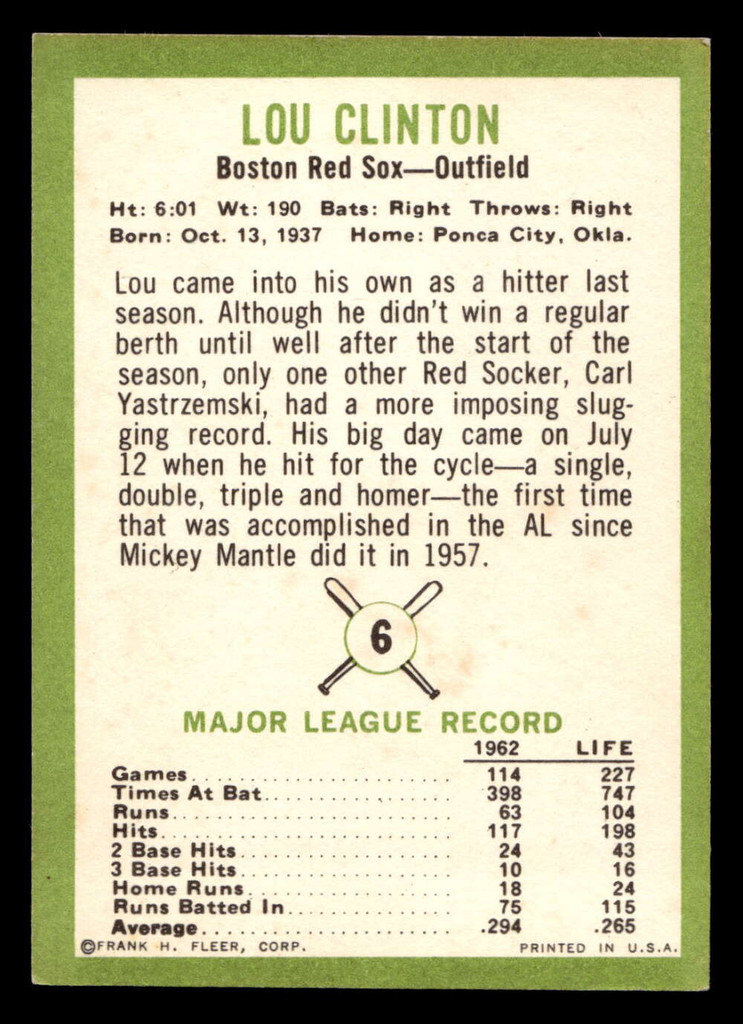 LOU CLINTON
Boston Red Sox—Outfield
Ht: 6:01 Wt: 190 Bats: Right Throws: Right
Born: Oct. 13, 1937 Home: Ponca City, Okla.
Lou came into his own as a hitter last
season. Although he didn't win a regular
berth until well after the start of the
season, only one other Red Socker, Carl
Yastrzemski, had a more imposing slug-
ging record. His big day came on July
12 when he hit for the cycle—a single,
double, triple and homer—the first time
that was accomplished in the AL since
Mickey Mantle did it in 1957.
6
MAJOR LEAGUE RECORD
1962 LIFE
Games 114 227
Times At Bat 398 747
Runs 63 104
Hits 117 198
2 Base Hits 24 43
3 Base Hits 10 16
Home Runs 18 24
Runs Batted In 75 115
Average .294 .265
©FRANK H. FLEER, CORP. PRINTED IN U.S.A.